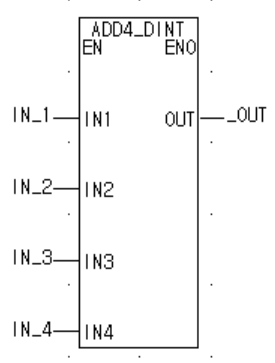 ADD4_DINT
EN ENO
IN_1 IN1 OUT _OUT
IN_2 IN2
IN_3 IN3
IN_4 IN4